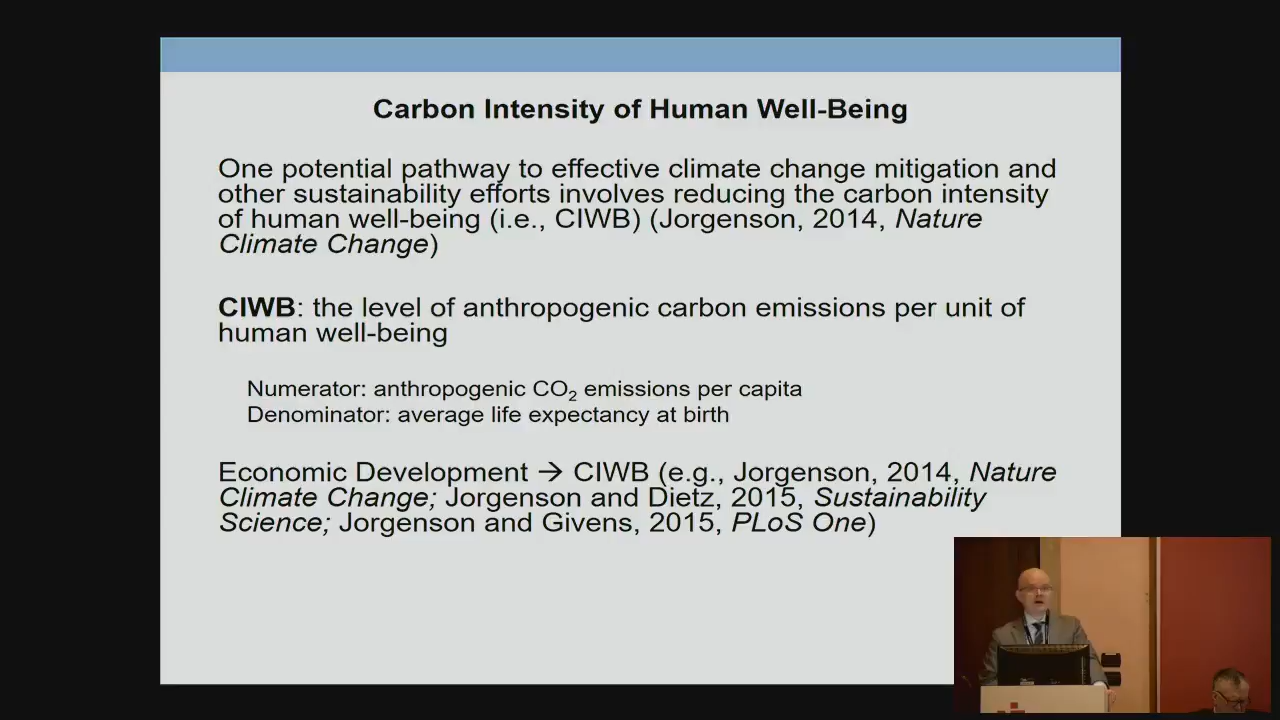 Carbon Intensity of Human Well-Being
One potential pathway to effective climate change mitigation and
other sustainability efforts involves reducing the carbon intensity
of human well-being (i.e., CIWB) (Jorgenson, 2014, Nature
Climate Change)
CIWB: the level of anthropogenic carbon emissions per unit of
human well-being
Numerator: anthropogenic CO₂ emissions per capita
Denominator: average life expectancy at birth
Economic Development → CIWB (e.g., Jorgenson, 2014, Nature
Climate Change; Jorgenson and Dietz, 2015, Sustainability
Science; Jorgenson and Givens, 2015, PLoS One)